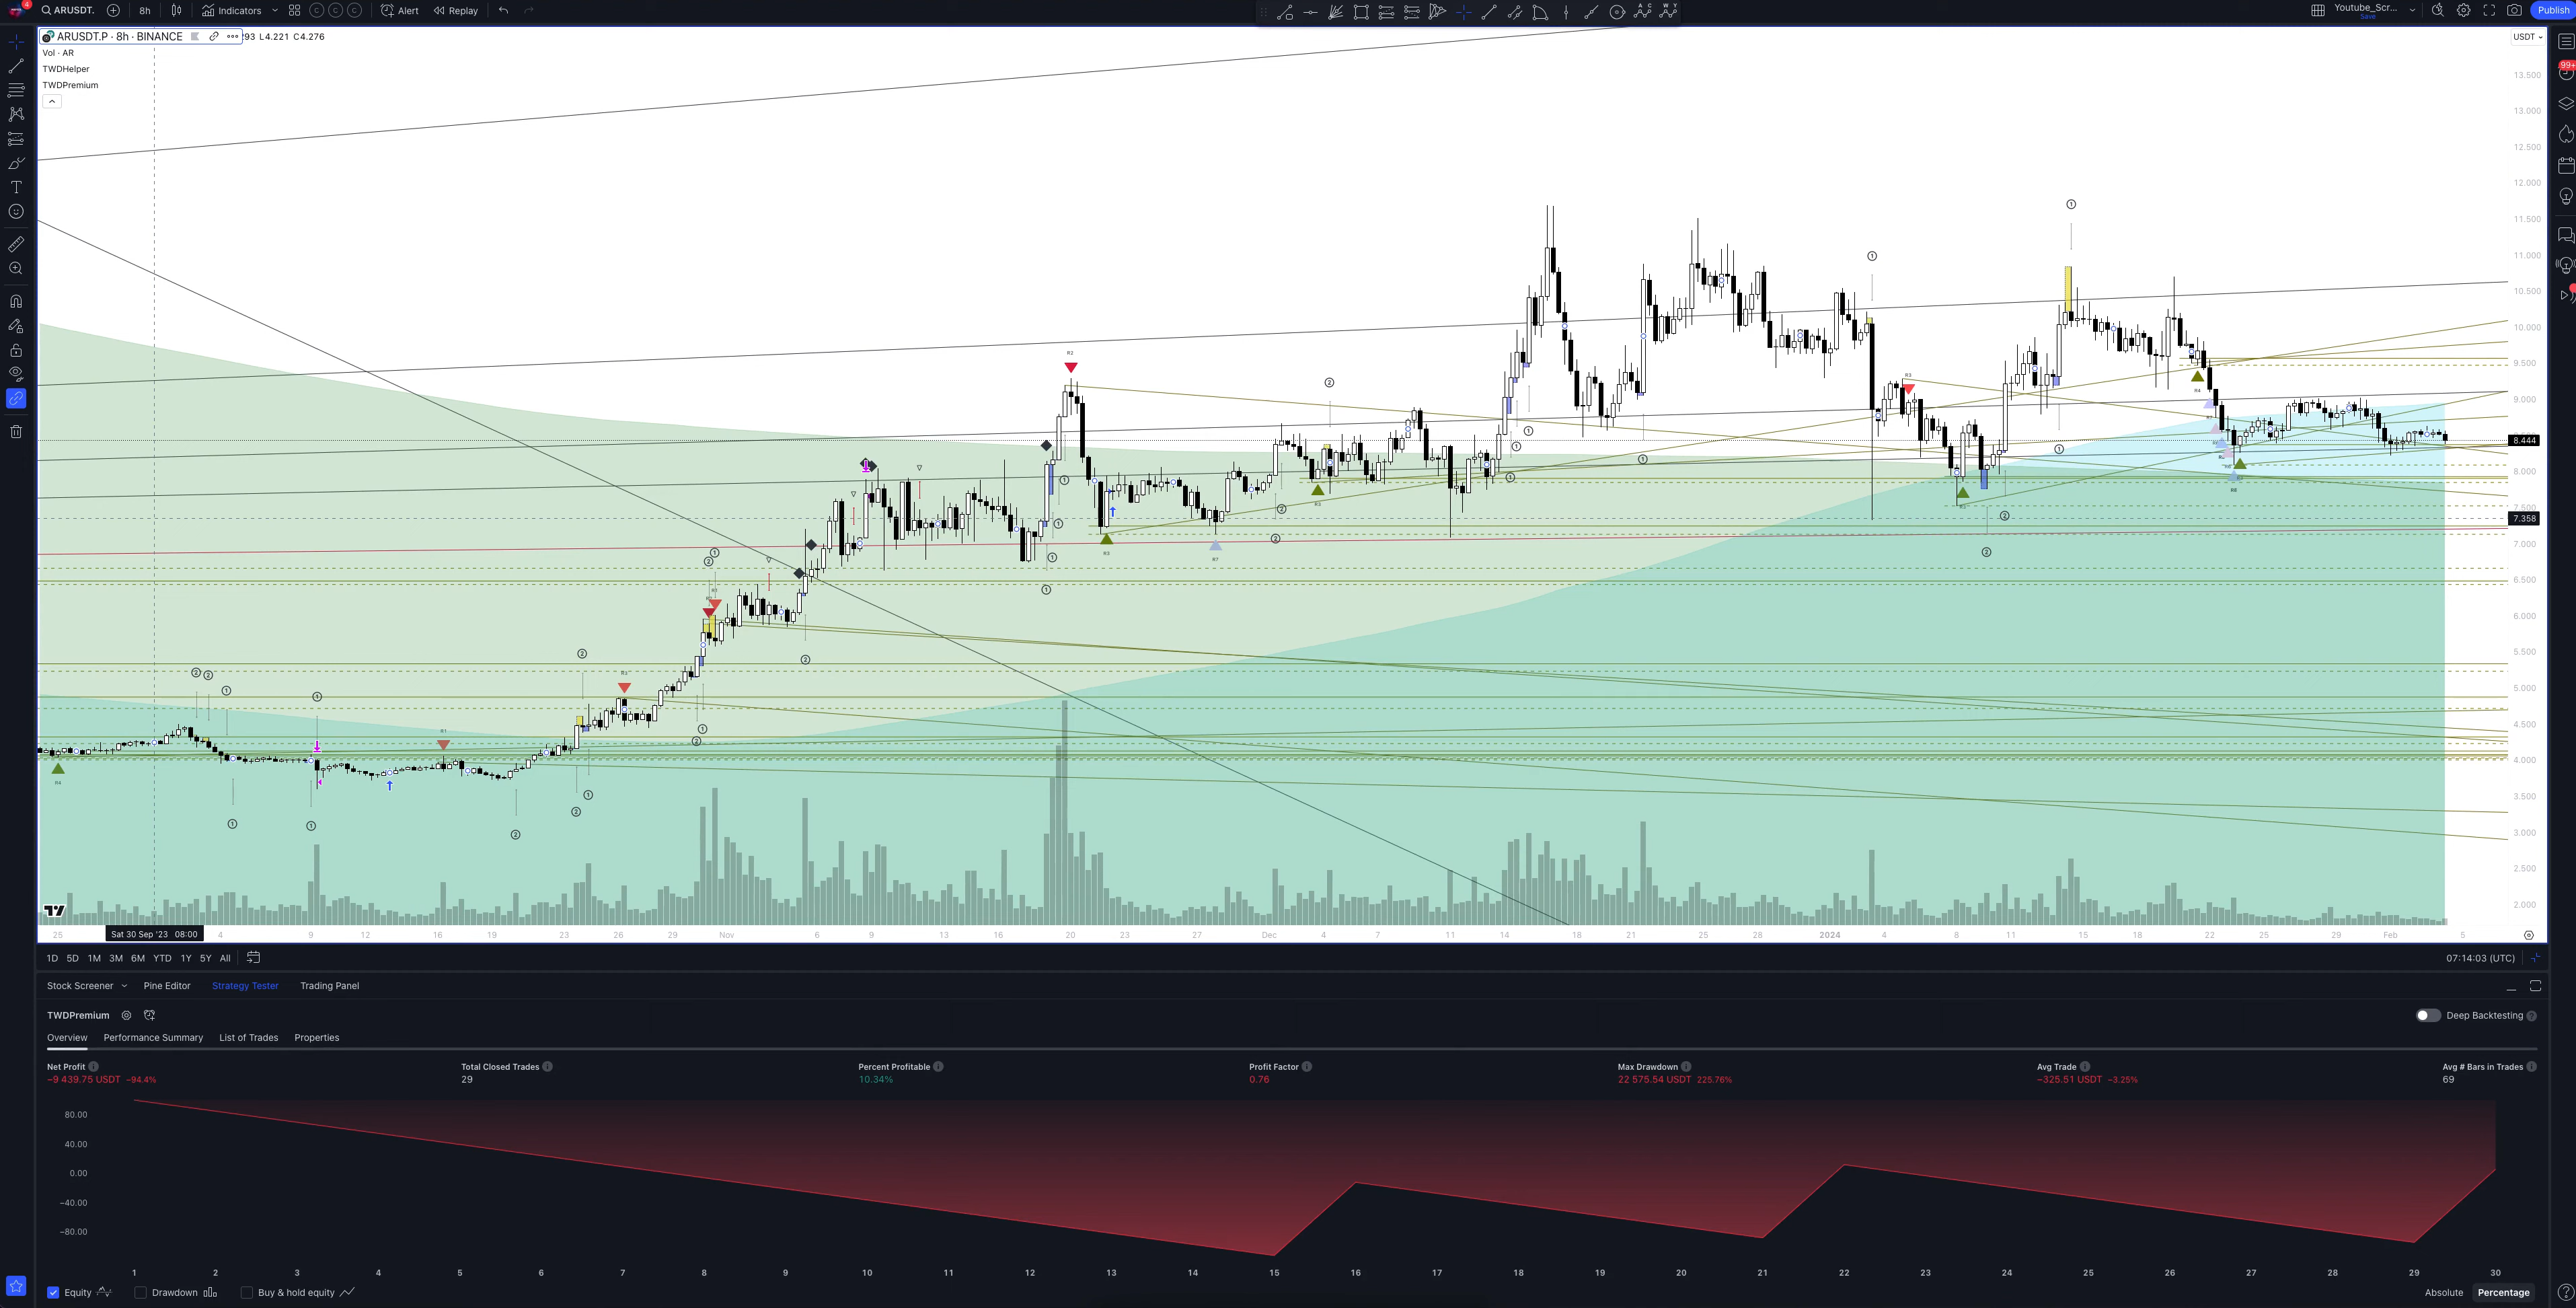 4 ARUSDT. 8h Indicators C C C Alert Replay Youtube_Scr... Save Publish
ARUSDT.P · 8h · BINANCE L4.221 C4.276 USDT
Vol · AR
TWDHelper
TWDPremium
99+
13.500
13.000
12.500
12.000
11.500
11.000
10.500
10.000
9.500
9.000
8.444
8.000
7.358
7.000
6.500
6.000
5.500
5.000
4.500
4.000
3.500
3.000
2.500
2.000
25 Sat 30 Sep '23 08:00 4 9 12 16 19 23 26 29 Nov 6 9 13 16 20 23 27 Dec 4 7 11 14 18 21 25 28 2024 4 8 11 15 18 22 25 29 Feb 5
1D 5D 1M 3M 6M YTD 1Y 5Y All 07:14:03 (UTC)
Stock Screener Pine Editor Strategy Tester Trading Panel
TWDPremium Deep Backtesting
Overview Performance Summary List of Trades Properties
Net Profit Total Closed Trades Percent Profitable Profit Factor Max Drawdown Avg Trade Avg # Bars in Trades
−9 439.75 USDT −94.4% 29 10.34% 0.76 22 575.54 USDT 225.76% −325.51 USDT −3.25% 69
80.00
40.00
0.00
−40.00
−80.00
1 2 3 4 5 6 7 8 9 10 11 12 13 14 15 16 17 18 19 20 21 22 23 24 25 26 27 28 29 30
Equity Drawdown Buy & hold equity Absolute Percentage